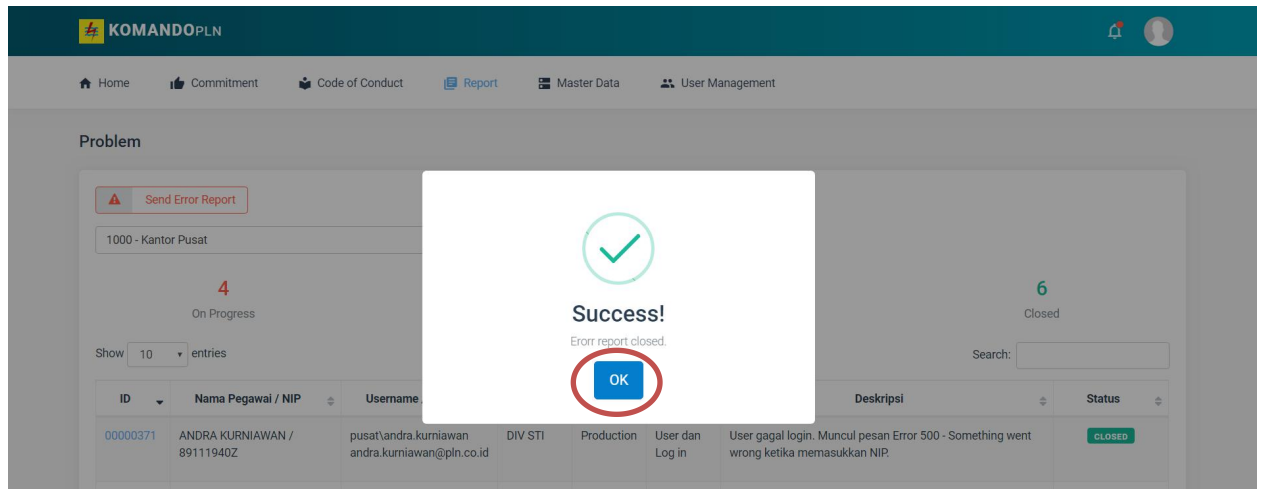 KOMANDOPLN
Home Commitment Code of Conduct Report Master Data User Management
Problem
Send Error Report
1000 - Kantor Pusat
4
On Progress
6
Closed
Success!
Erorr report closed.
OK
Show 10 entries
Search:
ID Nama Pegawai / NIP Username Deskripsi Status
00000371 ANDRA KURNIAWAN / pusat\andra.kurniawan DIV STI Production User dan User gagal login. Muncul pesan Error 500 - Something went CLOSED
89111940Z andra.kurniawan@pln.co.id Log in wrong ketika memasukkan NIP.